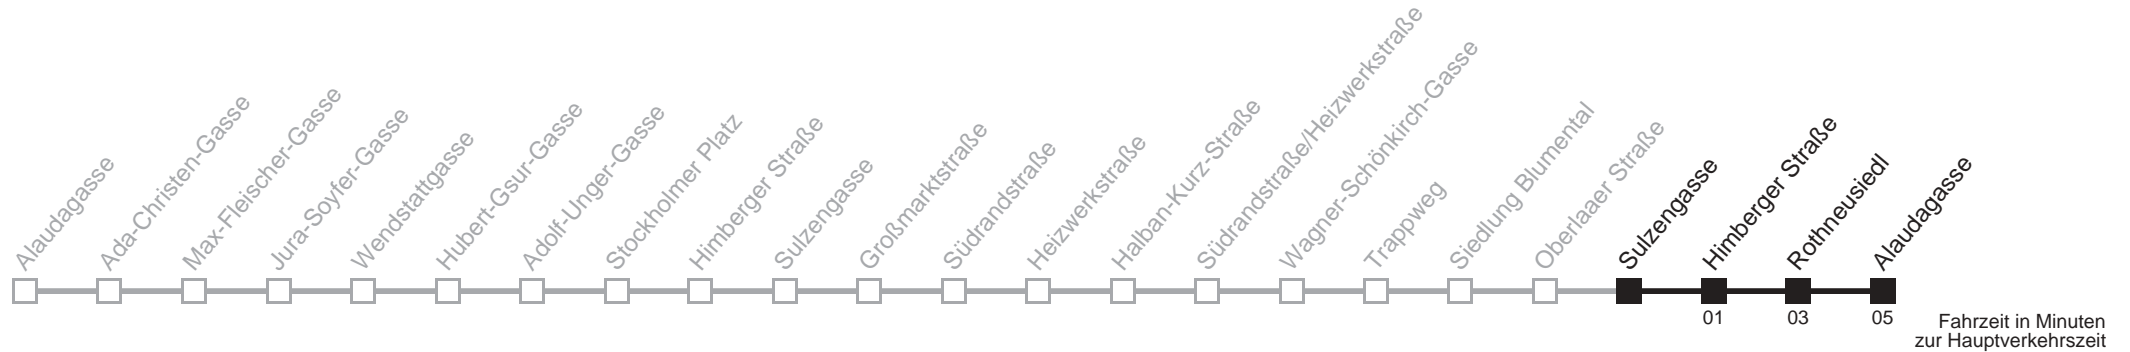 Alaudagasse
Ada-Christen-Gasse
Max-Fleischer-Gasse
Jura-Soyfer-Gasse
Wendstattgasse
Hubert-Gsur-Gasse
Adolf-Unger-Gasse
Stockholmer Platz
Himberger Straße
Sulzengasse
Großmarktstraße
Südrandstraße
Heizwerkstraße
Halban-Kurz-Straße
Südrandstraße/Heizwerkstraße
Wagner-Schönkirch-Gasse
Trappweg
Siedlung Blumental
Oberlaaer Straße
Sulzengasse
Himberger Straße
Rothneusiedl
Alaudagasse
01
03
05
Fahrzeit in Minuten
zur Hauptverkehrszeit